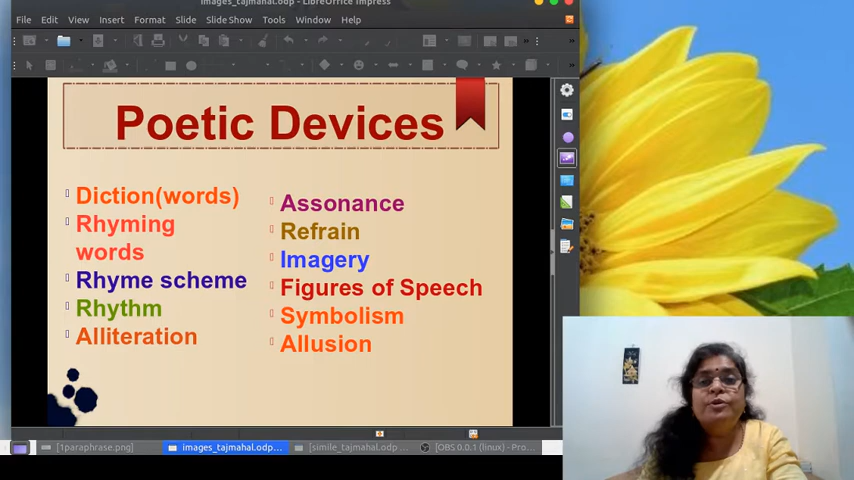 images_tajmahal.odp - LibreOffice Impress
File Edit View Insert Format Slide Slide Show Tools Window Help
Poetic Devices
Diction(words)
Rhyming
words
Rhyme scheme
Rhythm
Alliteration
Assonance
Refrain
Imagery
Figures of Speech
Symbolism
Allusion
[1paraphrase.png]
images_tajmahal.odp...
[simile_tajmahal.odp ...
[OBS 0.0.1 (linux) - Pro...